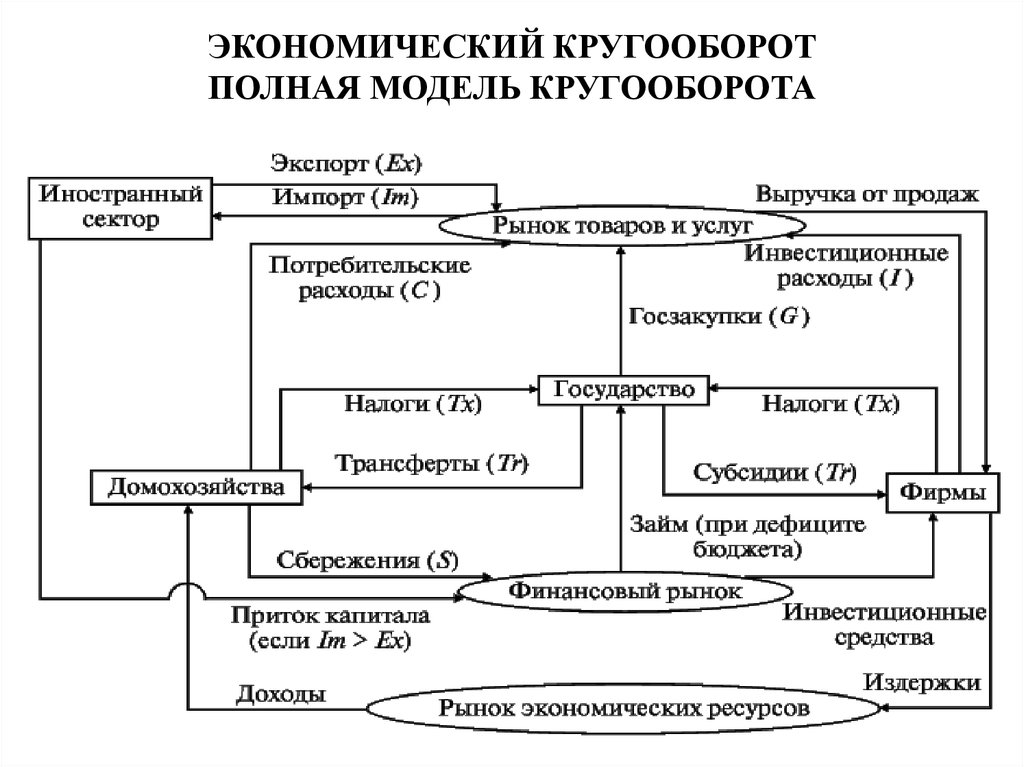 ЭКОНОМИЧЕСКИЙ КРУГООБОРОТ
ПОЛНАЯ МОДЕЛЬ КРУГООБОРОТА
Экспорт (Ex)
Иностранный
сектор
Импорт (Im)
Выручка от продаж
Рынок товаров и услуг
Инвестиционные
расходы (I)
Потребительские
расходы (C)
Госзакупки (G)
Государство
Налоги (Tx)
Налоги (Tx)
Трансферты (Tr)
Субсидии (Tr)
Домохозяйства
Фирмы
Займ (при дефиците
бюджета)
Сбережения (S)
Финансовый рынок
Приток капитала
(если Im > Ex)
Инвестиционные
средства
Издержки
Доходы
Рынок экономических ресурсов